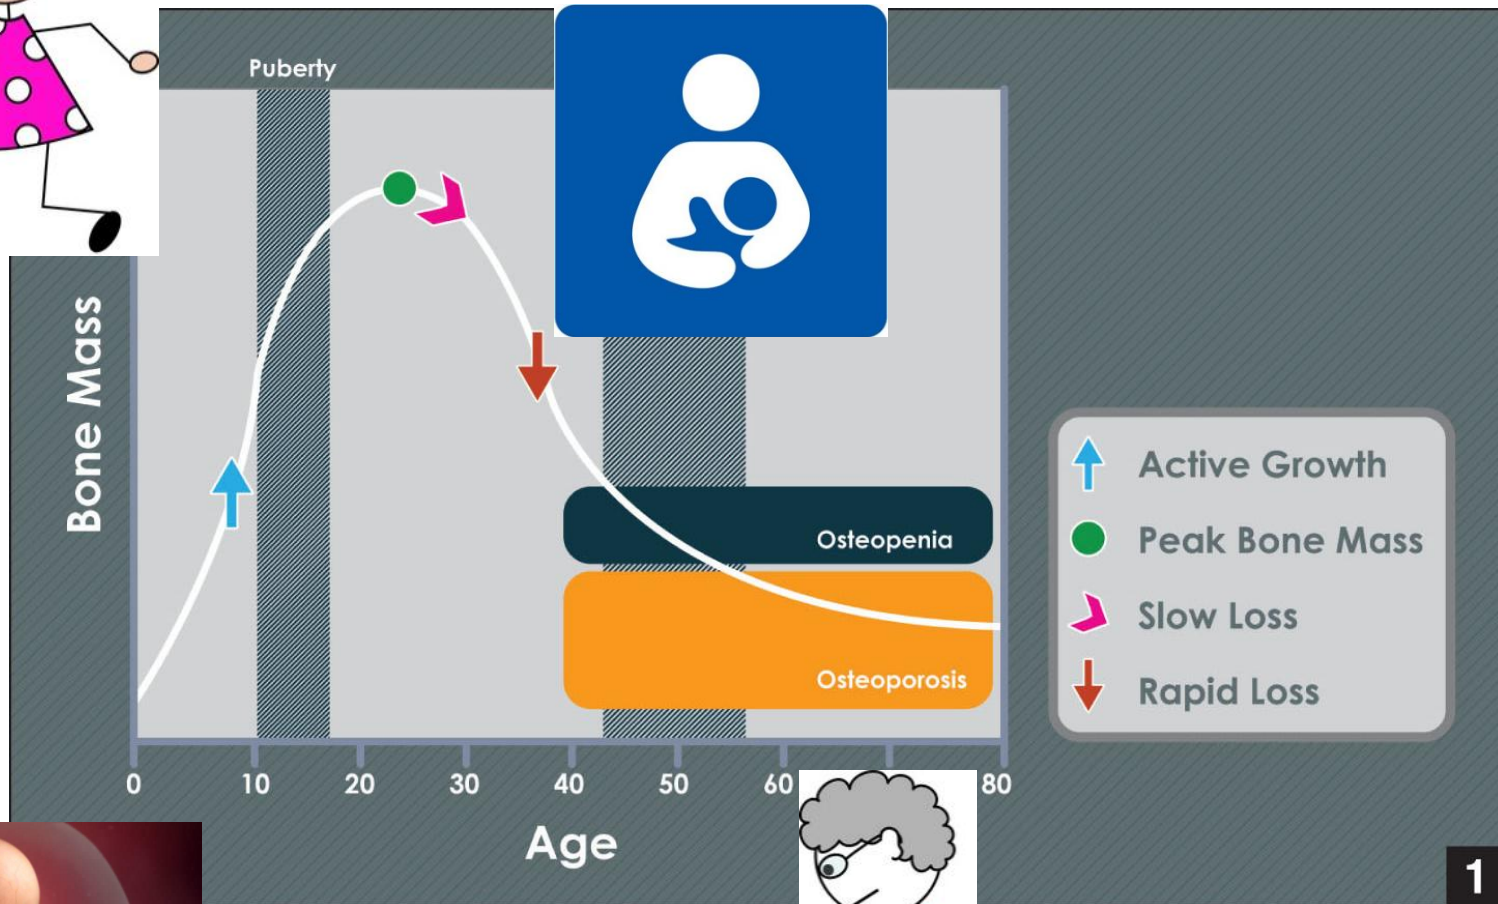 Puberty
Bone Mass
Active Growth
Peak Bone Mass
Slow Loss
Rapid Loss
Osteopenia
Osteoporosis
0 10 20 30 40 50 60 80
Age
1